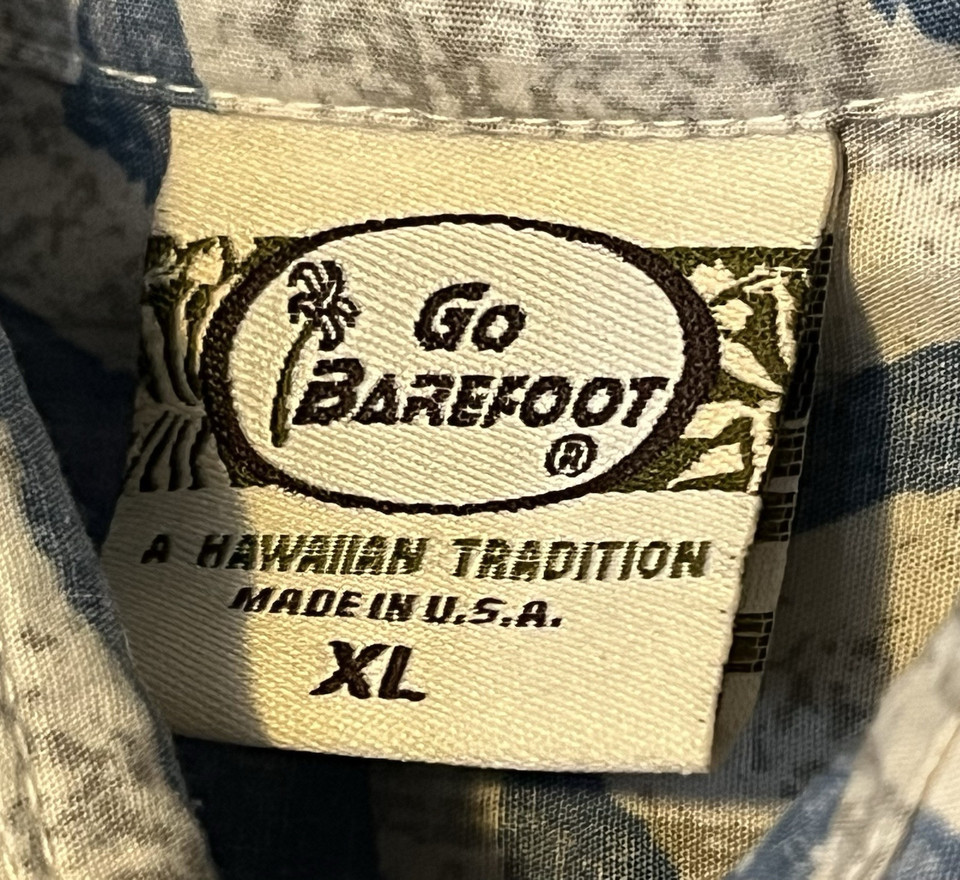 Go
BAREFOOT
®
A HAWAIIAN TRADITION
MADE IN U.S.A.
XL